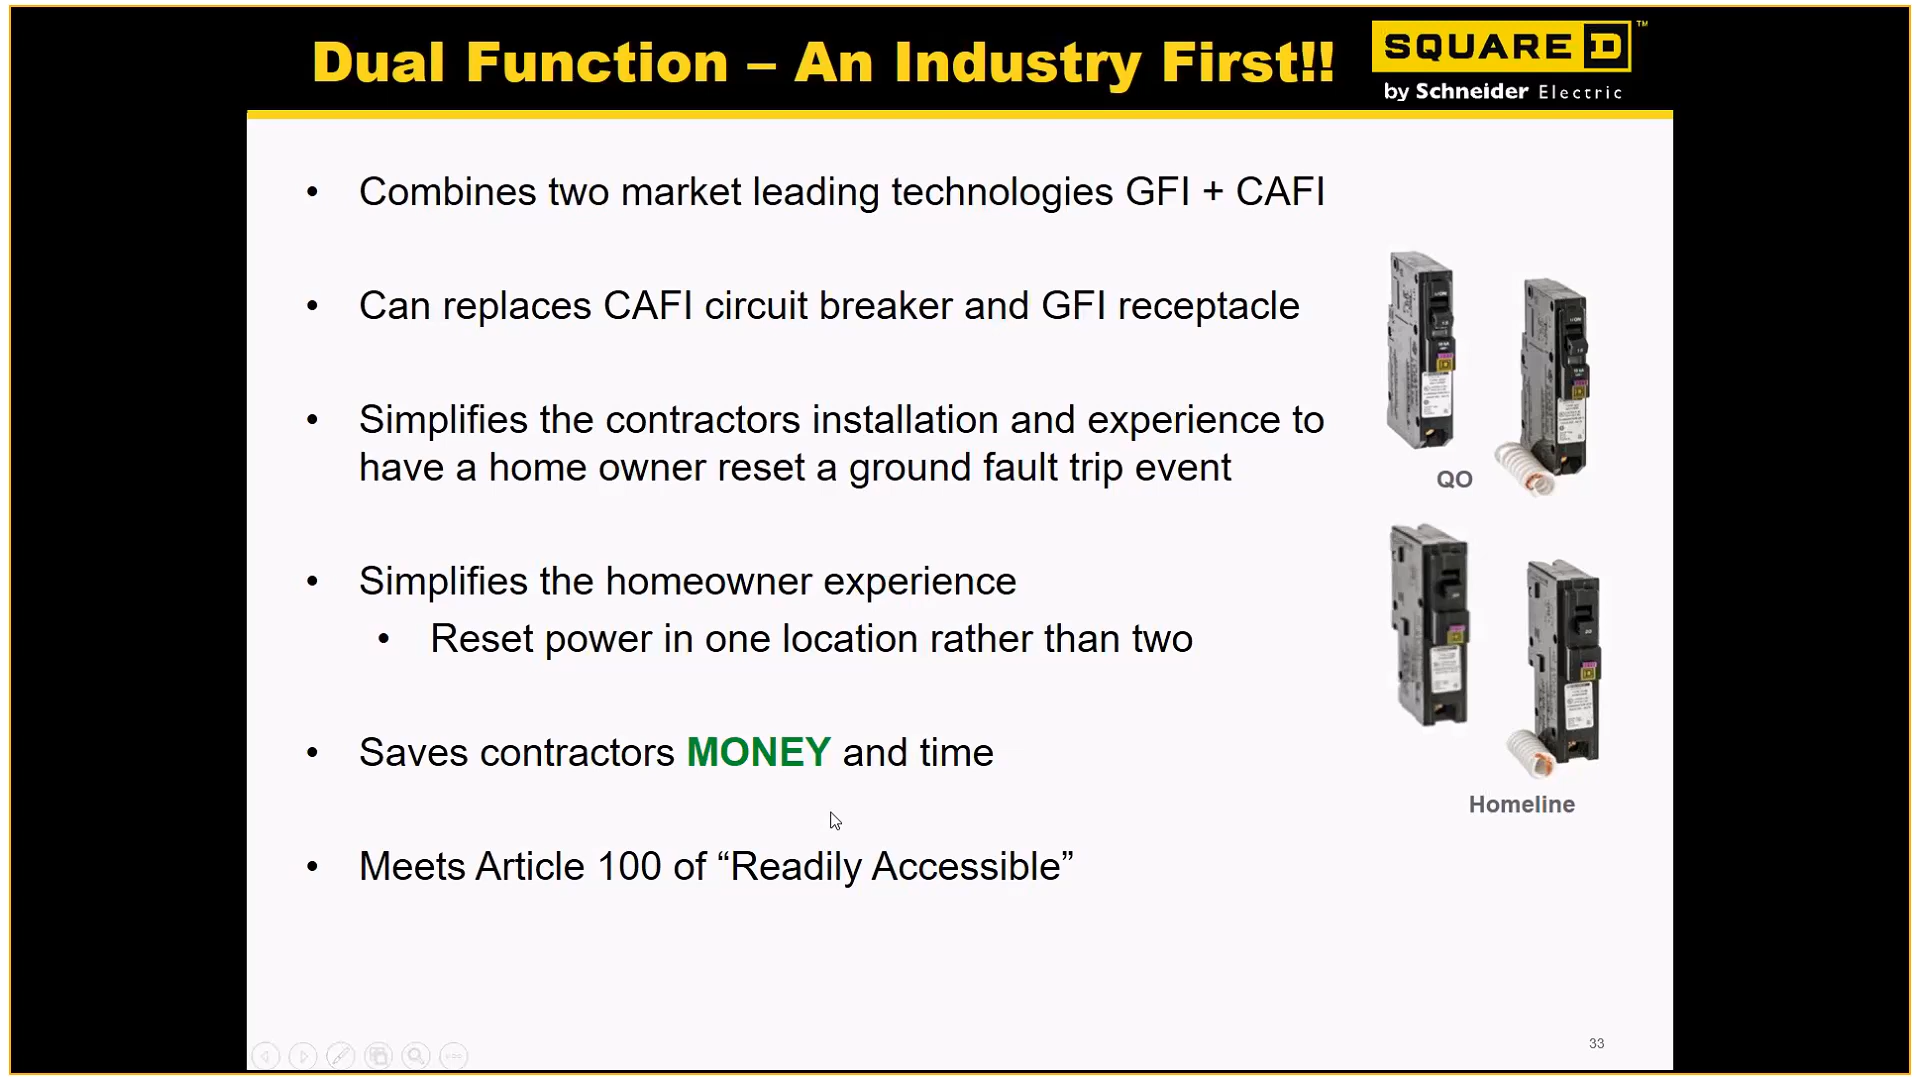 Dual Function – An Industry First!!
SQUARE D™
by Schneider Electric
• Combines two market leading technologies GFI + CAFI
• Can replaces CAFI circuit breaker and GFI receptacle
• Simplifies the contractors installation and experience to
have a home owner reset a ground fault trip event
• Simplifies the homeowner experience
• Reset power in one location rather than two
• Saves contractors MONEY and time
• Meets Article 100 of “Readily Accessible”
QO
Homeline
33